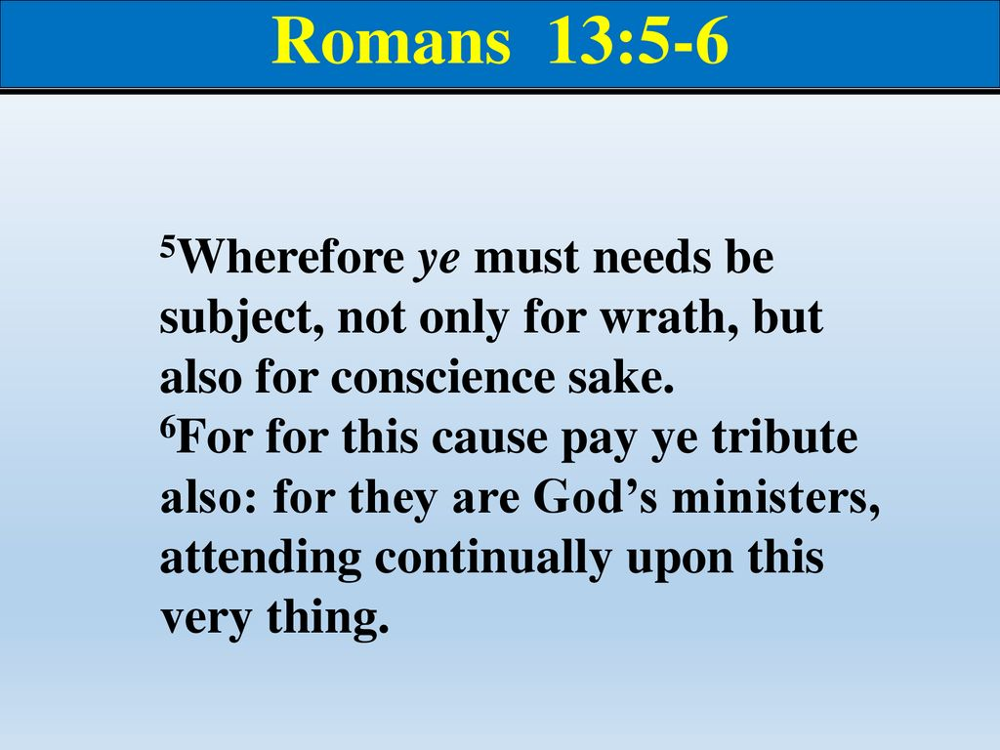 Romans 13:5-6
5Wherefore ye must needs be
subject, not only for wrath, but
also for conscience sake.
6For for this cause pay ye tribute
also: for they are God’s ministers,
attending continually upon this
very thing.